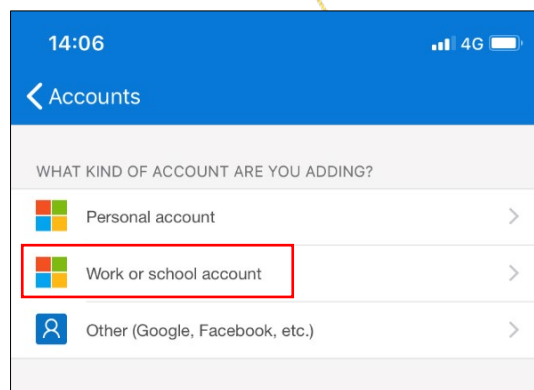 14:06 4G
Accounts
WHAT KIND OF ACCOUNT ARE YOU ADDING?
Personal account
Work or school account
Other (Google, Facebook, etc.)